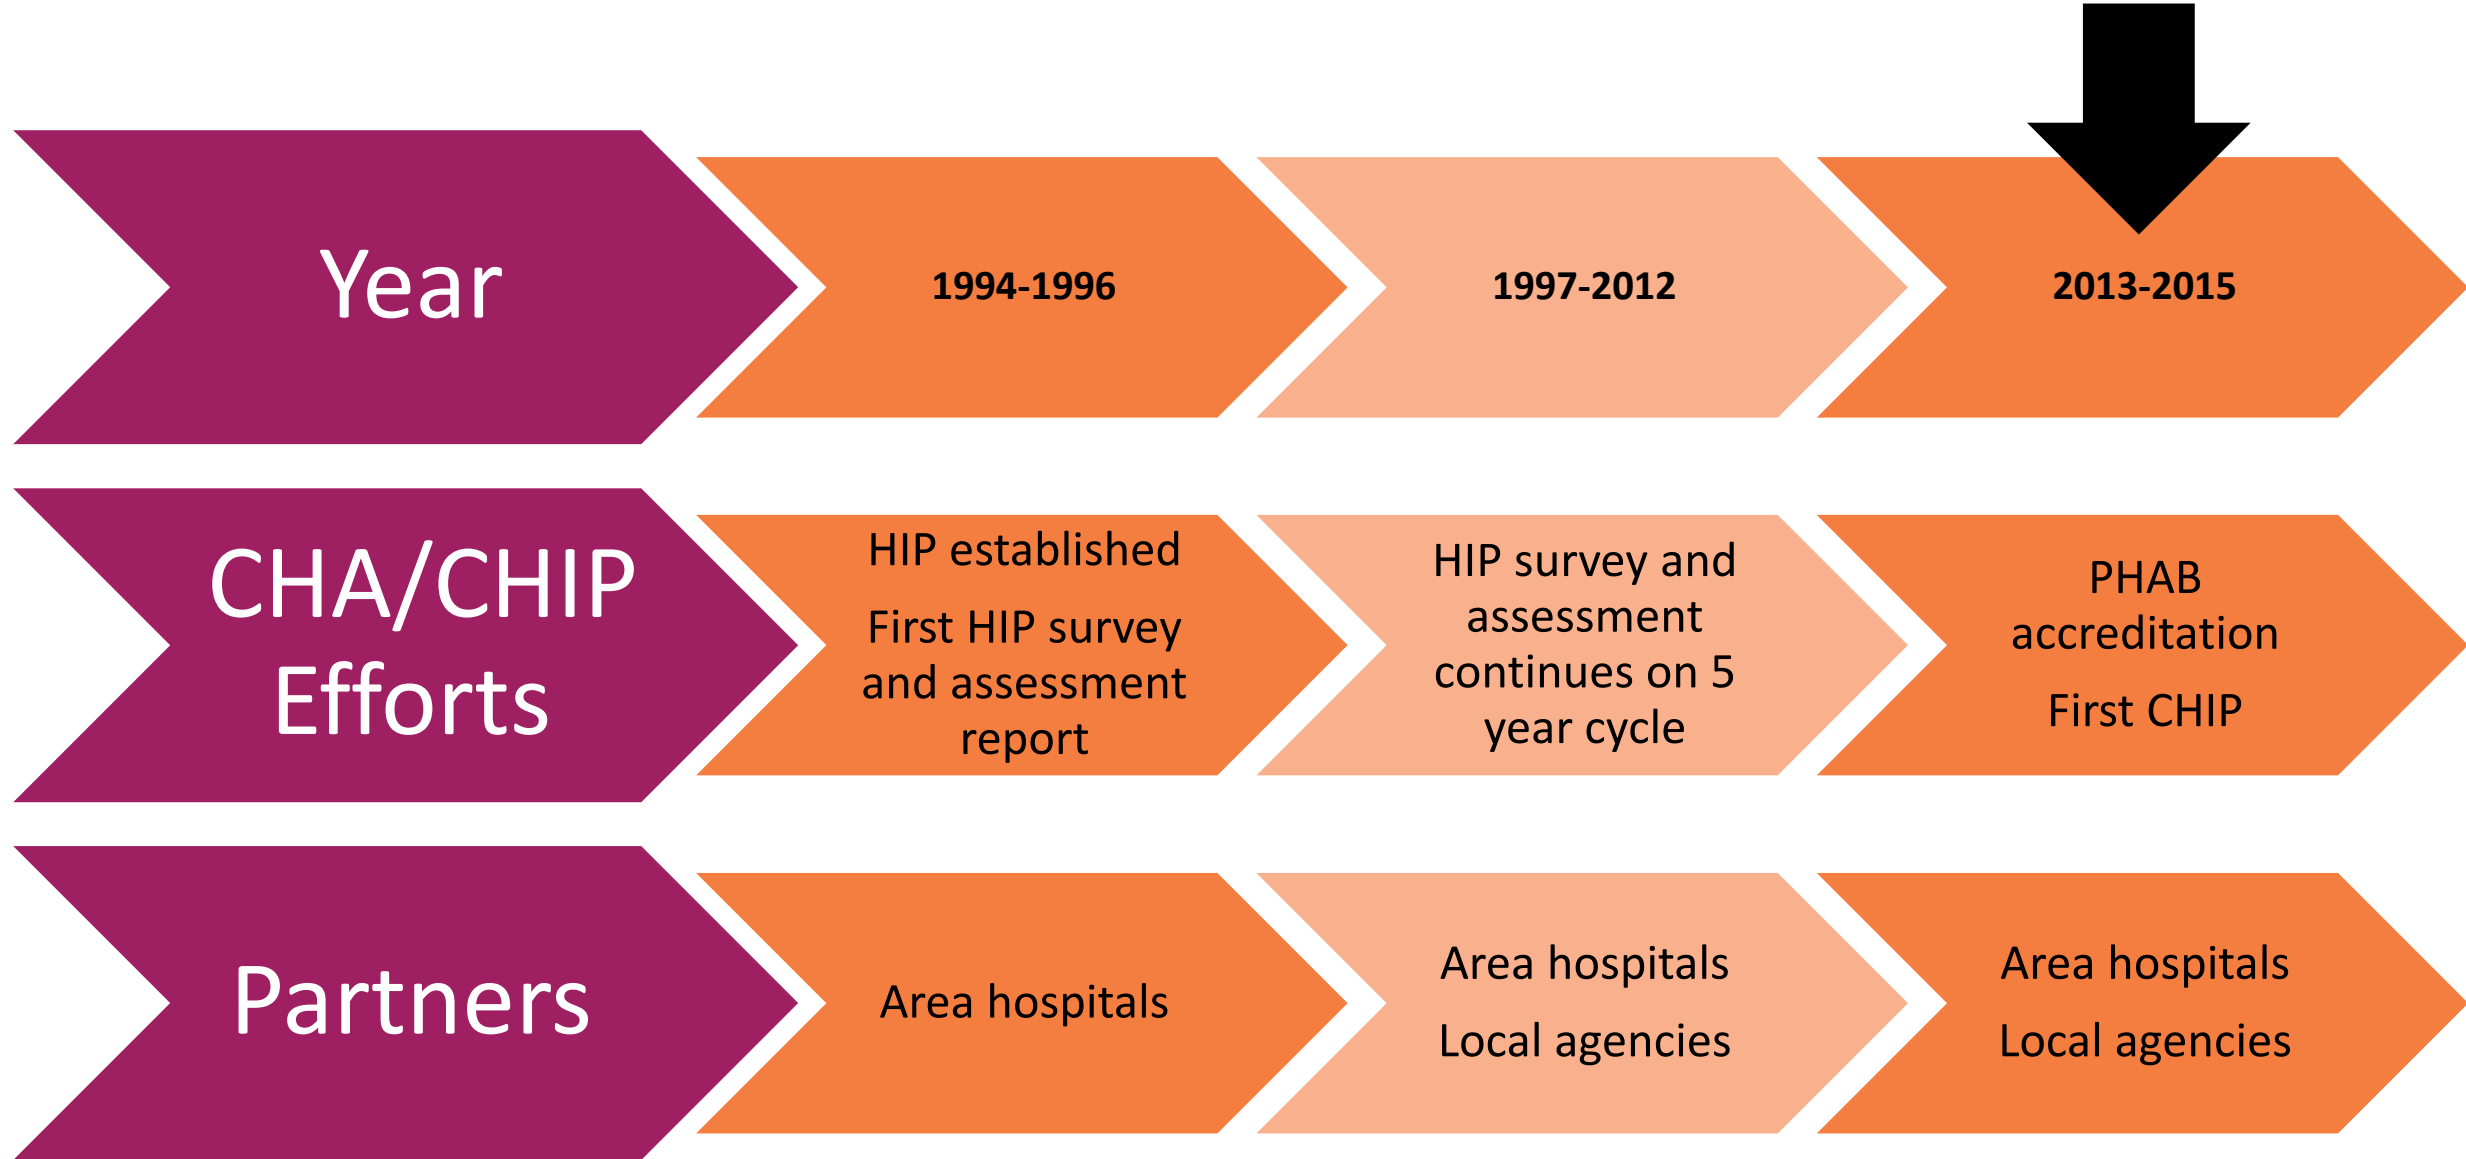 Year
1994-1996
1997-2012
2013-2015
CHA/CHIP
Efforts
HIP established
First HIP survey
and assessment
report
HIP survey and
assessment
continues on 5
year cycle
PHAB
accreditation
First CHIP
Partners
Area hospitals
Area hospitals
Local agencies
Area hospitals
Local agencies